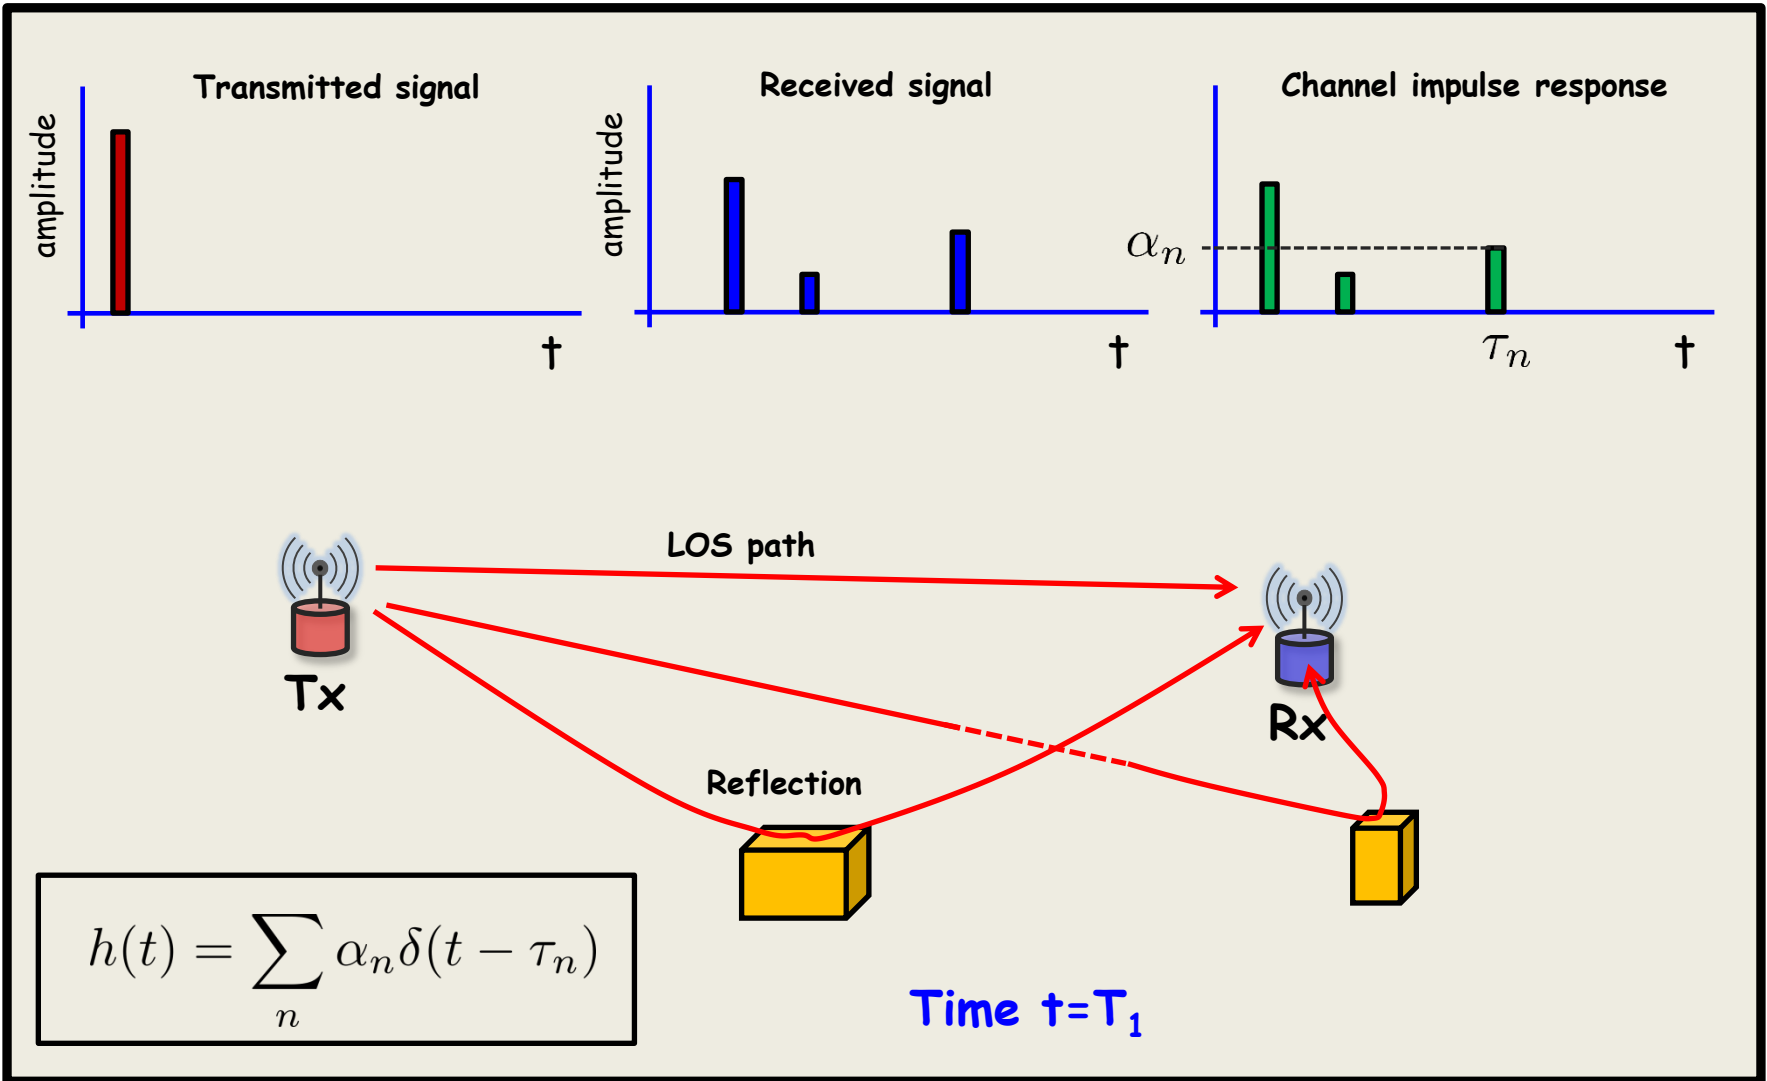 Transmitted signal
Received signal
Channel impulse response
amplitude
amplitude
αₙ
t
t
τₙ
t
LOS path
Tx
Rx
Reflection
h(t) = ∑ₙ αₙδ(t − τₙ)
Time t=T₁